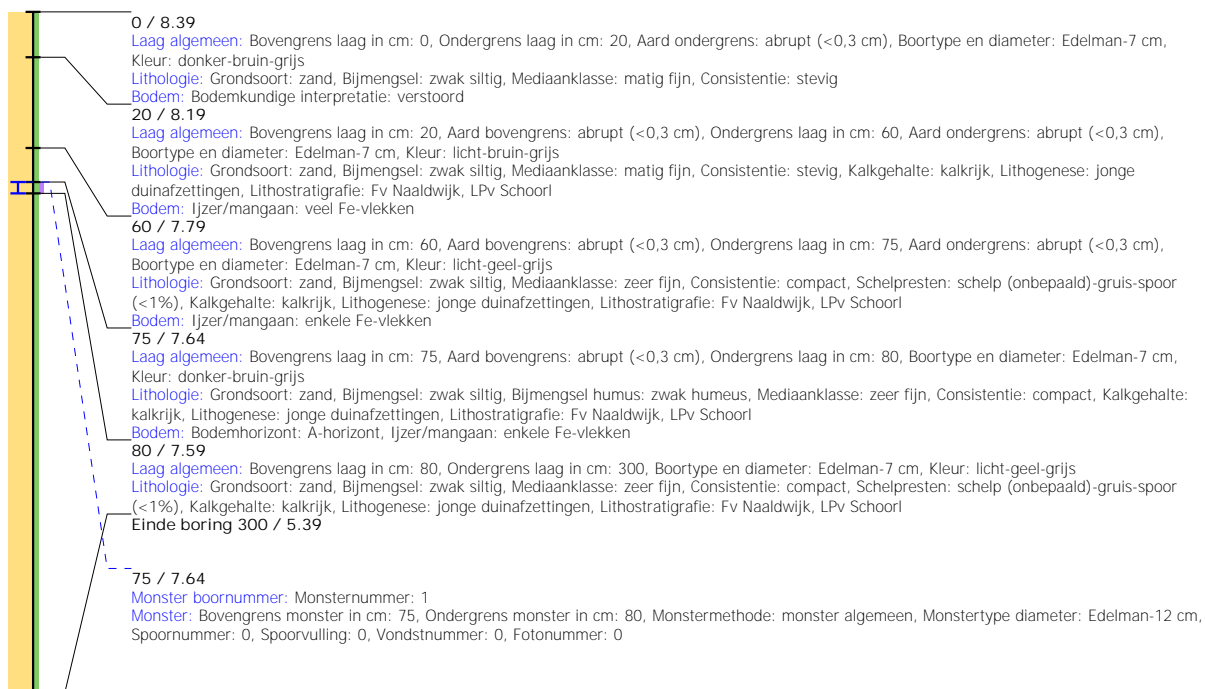 0 / 8.39
Laag algemeen: Bovengrens laag in cm: 0, Ondergrens laag in cm: 20, Aard ondergrens: abrupt (<0,3 cm), Boortype en diameter: Edelman-7 cm,
Kleur: donker-bruin-grijs
Lithologie: Grondsoort: zand, Bijmengsel: zwak siltig, Mediaanklasse: matig fijn, Consistentie: stevig
Bodem: Bodemkundige interpretatie: verstoord
20 / 8.19
Laag algemeen: Bovengrens laag in cm: 20, Aard bovengrens: abrupt (<0,3 cm), Ondergrens laag in cm: 60, Aard ondergrens: abrupt (<0,3 cm),
Boortype en diameter: Edelman-7 cm, Kleur: licht-bruin-grijs
Lithologie: Grondsoort: zand, Bijmengsel: zwak siltig, Mediaanklasse: matig fijn, Consistentie: stevig, Kalkgehalte: kalkrijk, Lithogenese: jonge
duinafzettingen, Lithostratigrafie: Fv Naaldwijk, LPv Schoorl
Bodem: Ijzer/mangaan: veel Fe-vlekken
60 / 7.79
Laag algemeen: Bovengrens laag in cm: 60, Aard bovengrens: abrupt (<0,3 cm), Ondergrens laag in cm: 75, Aard ondergrens: abrupt (<0,3 cm),
Boortype en diameter: Edelman-7 cm, Kleur: licht-geel-grijs
Lithologie: Grondsoort: zand, Bijmengsel: zwak siltig, Mediaanklasse: zeer fijn, Consistentie: compact, Schelpresten: schelp (onbepaald)-gruis-spoor
(<1%), Kalkgehalte: kalkrijk, Lithogenese: jonge duinafzettingen, Lithostratigrafie: Fv Naaldwijk, LPv Schoorl
Bodem: Ijzer/mangaan: enkele Fe-vlekken
75 / 7.64
Laag algemeen: Bovengrens laag in cm: 75, Aard bovengrens: abrupt (<0,3 cm), Ondergrens laag in cm: 80, Boortype en diameter: Edelman-7 cm,
Kleur: donker-bruin-grijs
Lithologie: Grondsoort: zand, Bijmengsel: zwak siltig, Bijmengsel humus: zwak humeus, Mediaanklasse: zeer fijn, Consistentie: compact, Kalkgehalte:
kalkrijk, Lithogenese: jonge duinafzettingen, Lithostratigrafie: Fv Naaldwijk, LPv Schoorl
Bodem: Bodemhorizont: A-horizont, Ijzer/mangaan: enkele Fe-vlekken
80 / 7.59
Laag algemeen: Bovengrens laag in cm: 80, Ondergrens laag in cm: 300, Boortype en diameter: Edelman-7 cm, Kleur: licht-geel-grijs
Lithologie: Grondsoort: zand, Bijmengsel: zwak siltig, Mediaanklasse: zeer fijn, Consistentie: compact, Schelpresten: schelp (onbepaald)-gruis-spoor
(<1%), Kalkgehalte: kalkrijk, Lithogenese: jonge duinafzettingen, Lithostratigrafie: Fv Naaldwijk, LPv Schoorl
Einde boring 300 / 5.39
75 / 7.64
Monster boornummer: Monsternummer: 1
Monster: Bovengrens monster in cm: 75, Ondergrens monster in cm: 80, Monstermethode: monster algemeen, Monstertype diameter: Edelman-12 cm,
Spoornummer: 0, Spoorvulling: 0, Vondstnummer: 0, Fotonummer: 0